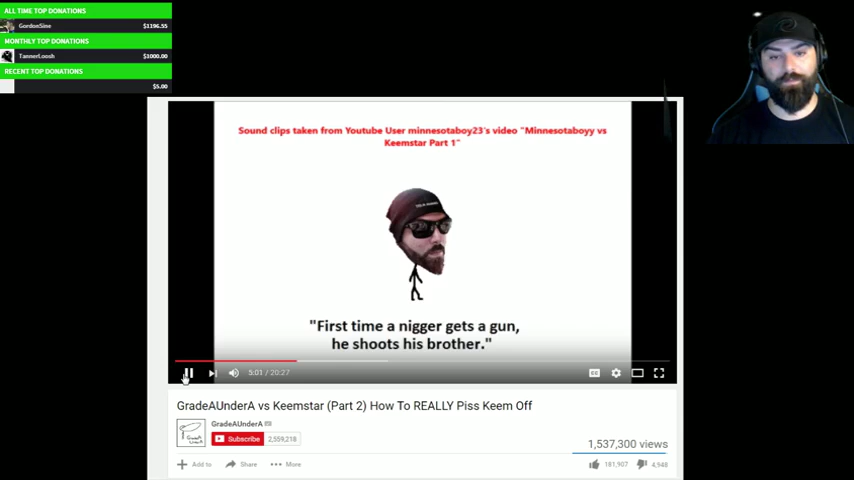 ALL TIME TOP DONATIONS
GordonSine $1196.55
MONTHLY TOP DONATIONS
TannerLoosh $1000.00
RECENT TOP DONATIONS
$5.00
Sound clips taken from Youtube User minnesotaboy23's video "Minnesotaboyy vs
Keemstar Part 1"
"First time a nigger gets a gun,
he shoots his brother."
5:01 / 20:27
CC
GradeAUnderA vs Keemstar (Part 2) How To REALLY Piss Keem Off
GradeAUnderA
Subscribe 2,559,218
1,537,300 views
Add to Share More
181,907 4,948